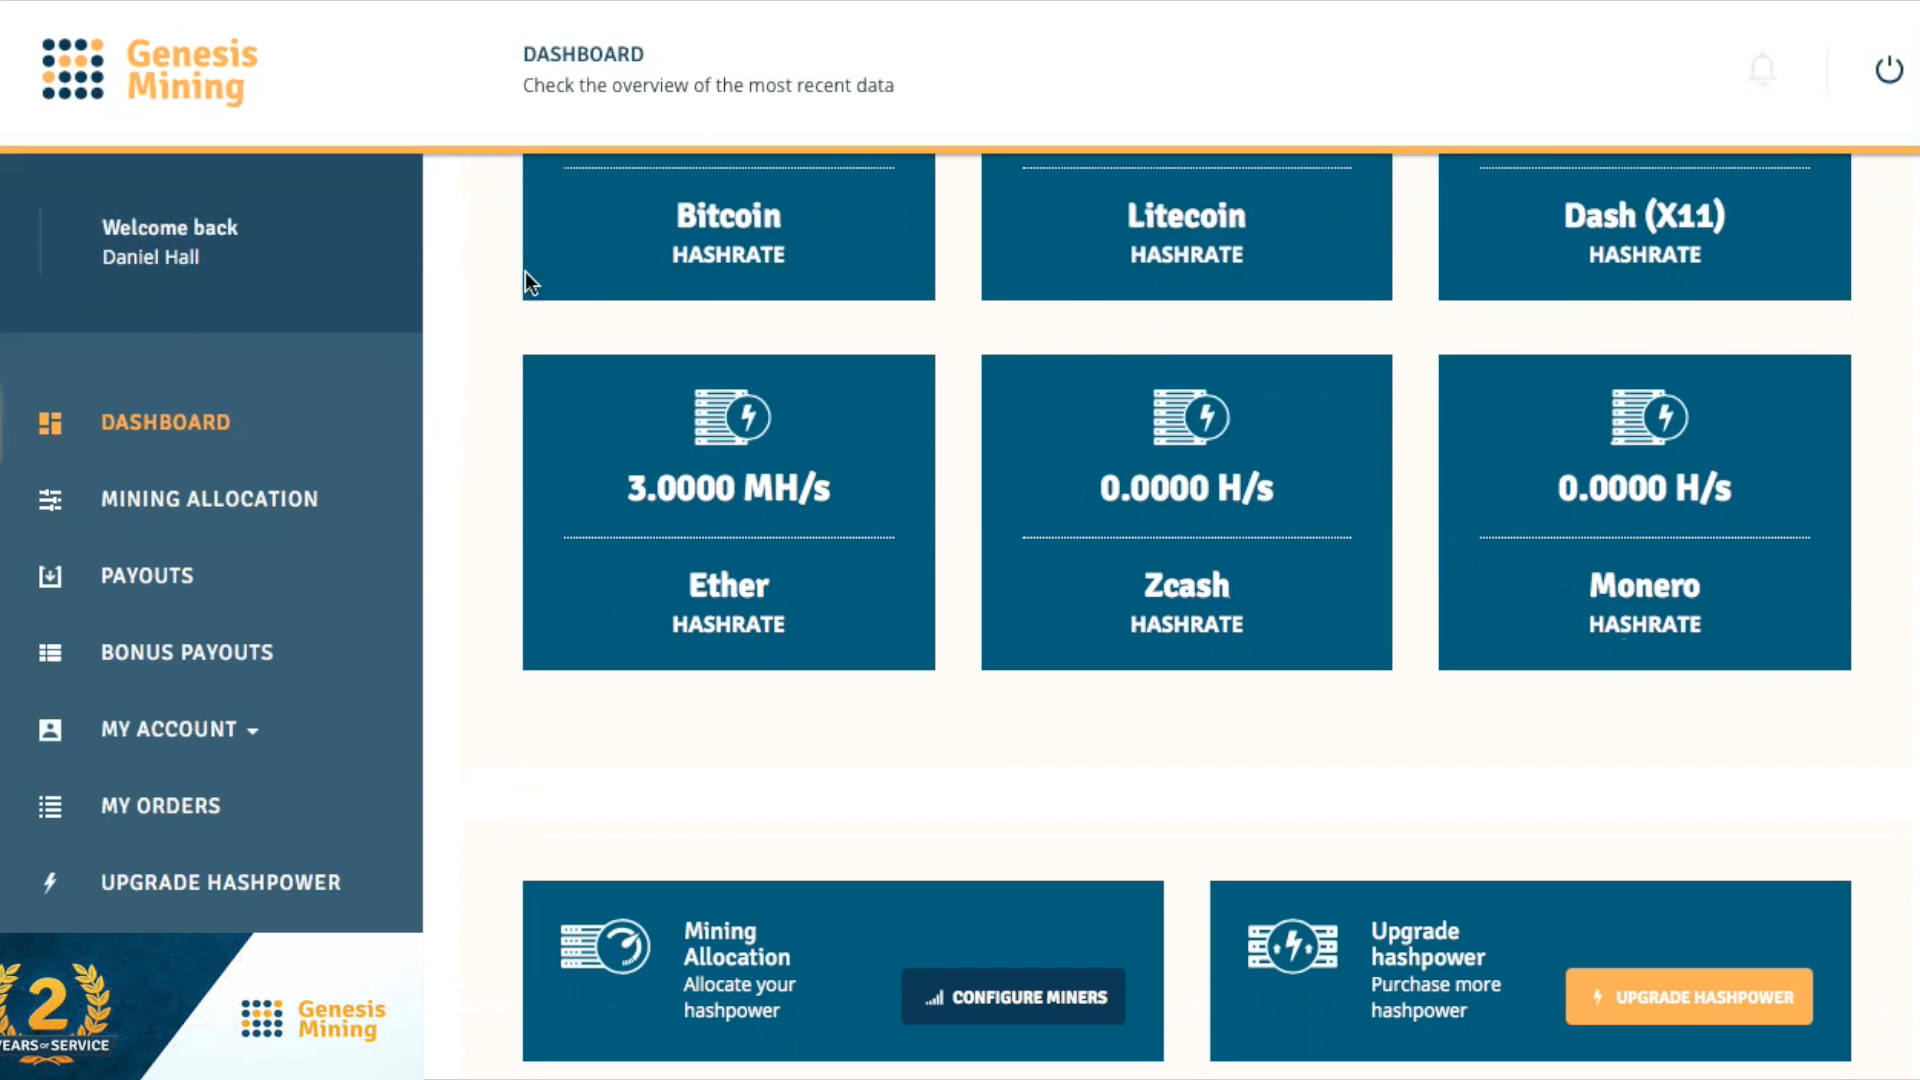 Genesis
Mining
DASHBOARD
Check the overview of the most recent data
Welcome back
Daniel Hall
DASHBOARD
MINING ALLOCATION
PAYOUTS
BONUS PAYOUTS
MY ACCOUNT
MY ORDERS
UPGRADE HASHPOWER
2
YEARS OF SERVICE
Genesis
Mining
Bitcoin
HASHRATE
Litecoin
HASHRATE
Dash (X11)
HASHRATE
3.0000 MH/s
Ether
HASHRATE
0.0000 H/s
Zcash
HASHRATE
0.0000 H/s
Monero
HASHRATE
Mining
Allocation
Allocate your
hashpower
CONFIGURE MINERS
Upgrade
hashpower
Purchase more
hashpower
UPGRADE HASHPOWER